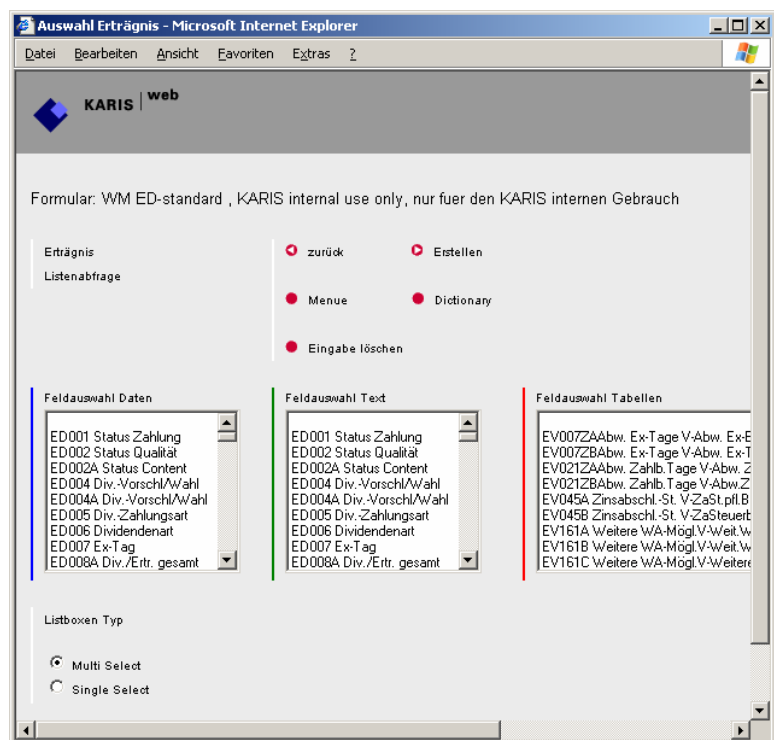 Auswahl Erträgnis - Microsoft Internet Explorer
Datei Bearbeiten Ansicht Favoriten Extras ?
KARIS | web
Formular: WM ED-standard , KARIS internal use only, nur fuer den KARIS internen Gebrauch
Erträgnis
Listenabfrage
zurück Erstellen
Menue Dictionary
Eingabe löschen
Feldauswahl Daten
ED001 Status Zahlung
ED002 Status Qualität
ED002A Status Content
ED004 Div.-Vorschl/Wahl
ED004A Div.-Vorschl/Wahl
ED005 Div.-Zahlungsart
ED006 Dividendenart
ED007 Ex-Tag
ED008A Div./Ertr. gesamt
Feldauswahl Text
ED001 Status Zahlung
ED002 Status Qualität
ED002A Status Content
ED004 Div.-Vorschl/Wahl
ED004A Div.-Vorschl/Wahl
ED005 Div.-Zahlungsart
ED006 Dividendenart
ED007 Ex-Tag
ED008A Div./Ertr. gesamt
Feldauswahl Tabellen
EV007ZAAbw. Ex-Tage V-Abw. Ex-E
EV007ZBAbw. Ex-Tage V-Abw. Ex-T
EV021ZAAbw. Zahlb.Tage V-Abw. Z
EV021ZBAbw. Zahlb.Tage V-Abw.Z
EV045A Zinsabschl.-St. V-ZaSt.pfl.B
EV045B Zinsabschl.-St. V-ZaSteuerb
EV161A Weitere WA-Mögl.V-Weit.W
EV161B Weitere WA-Mögl.V-Weit.W
EV161C Weitere WA-Mögl.V-Weitere
Listboxen Typ
Multi Select
Single Select